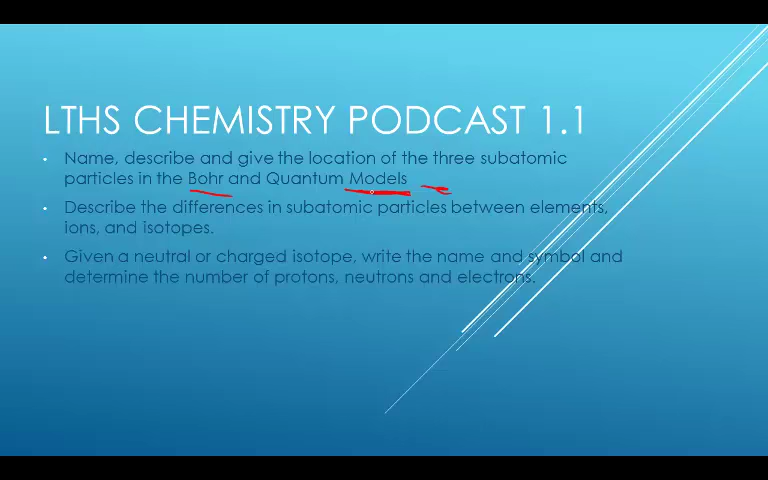 LTHS CHEMISTRY PODCAST 1.1
• Name, describe and give the location of the three subatomic
particles in the Bohr and Quantum Models
• Describe the differences in subatomic particles between elements,
ions, and isotopes.
• Given a neutral or charged isotope, write the name and symbol and
determine the number of protons, neutrons and electrons.